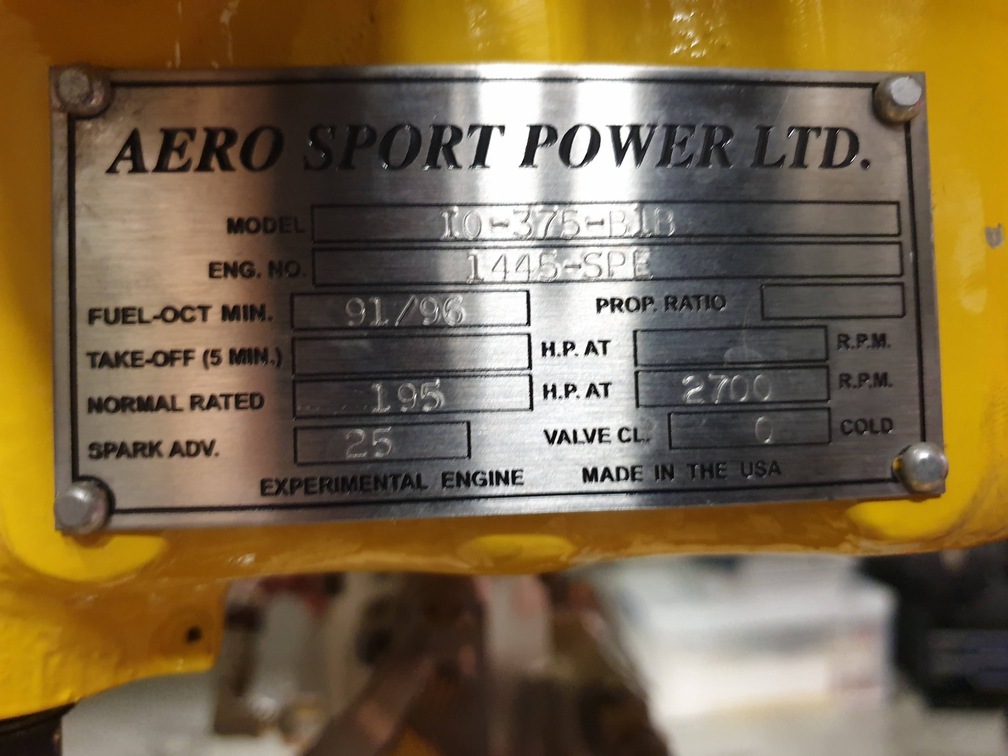 AERO SPORT POWER LTD.
MODEL IO-375-B1B
ENG. NO. 1445-SPE
FUEL-OCT MIN. 91/96 PROP. RATIO
TAKE-OFF (5 MIN.) H.P. AT R.P.M.
NORMAL RATED 195 H.P. AT 2700 R.P.M.
SPARK ADV. 25 VALVE CL. 0 COLD
EXPERIMENTAL ENGINE MADE IN THE USA